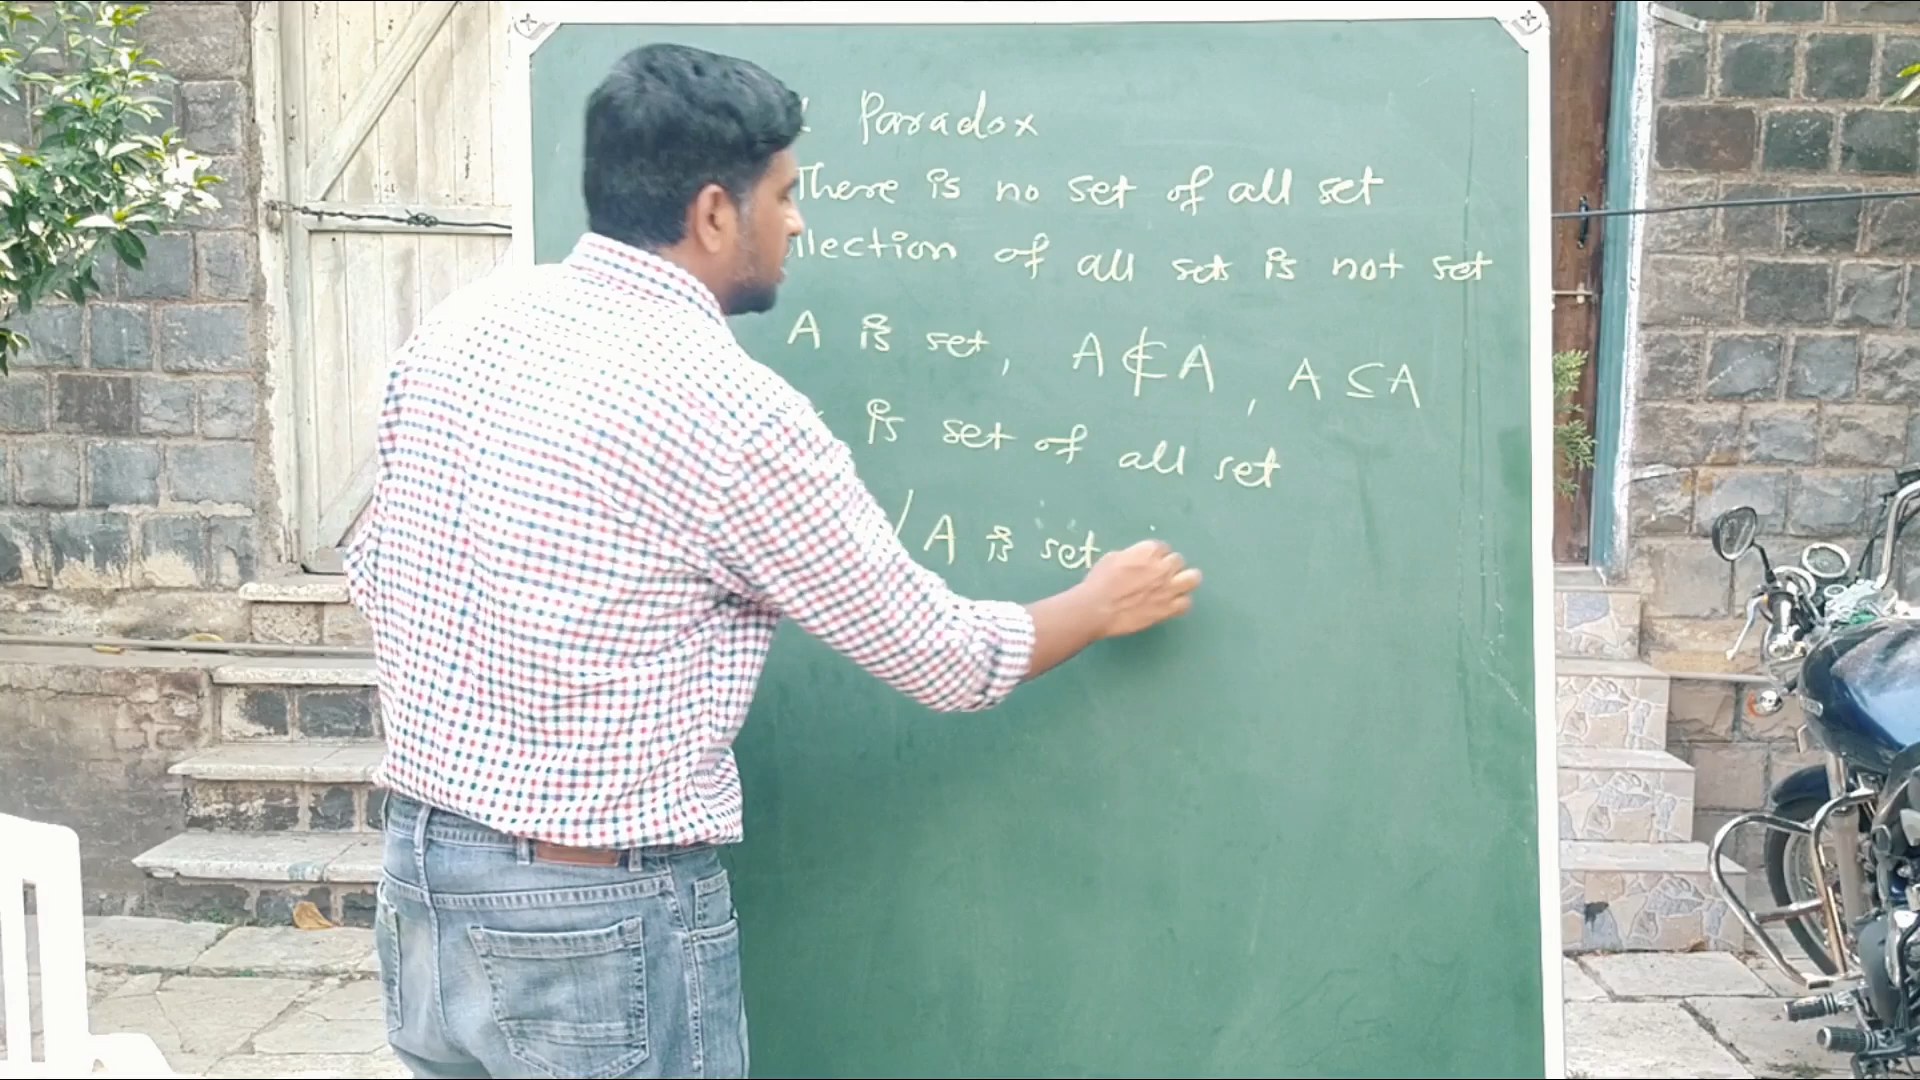 Paradox
There is no set of all set
llection of all sets is not set
A is set, A ∉ A, A ⊆ A
is set of all set
/ A is set